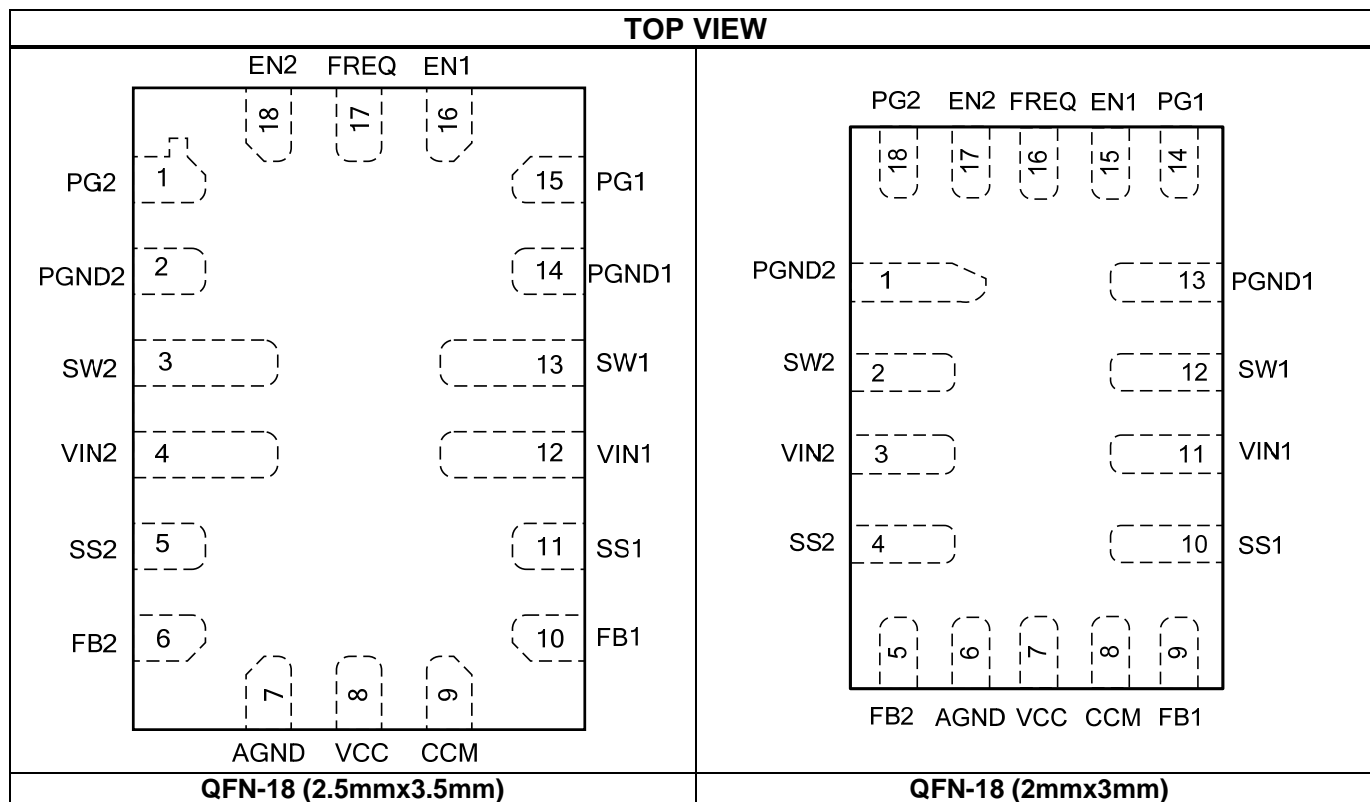 TOP VIEW
EN2 FREQ EN1
18 17 16
PG2 1 15 PG1
PGND2 2 14 PGND1
SW2 3 13 SW1
VIN2 4 12 VIN1
SS2 5 11 SS1
FB2 6 10 FB1
7 8 9
AGND VCC CCM
QFN-18 (2.5mmx3.5mm)
PG2 EN2 FREQ EN1 PG1
18 17 16 15 14
PGND2 1 13 PGND1
SW2 2 12 SW1
VIN2 3 11 VIN1
SS2 4 10 SS1
5 6 7 8 9
FB2 AGND VCC CCM FB1
QFN-18 (2mmx3mm)